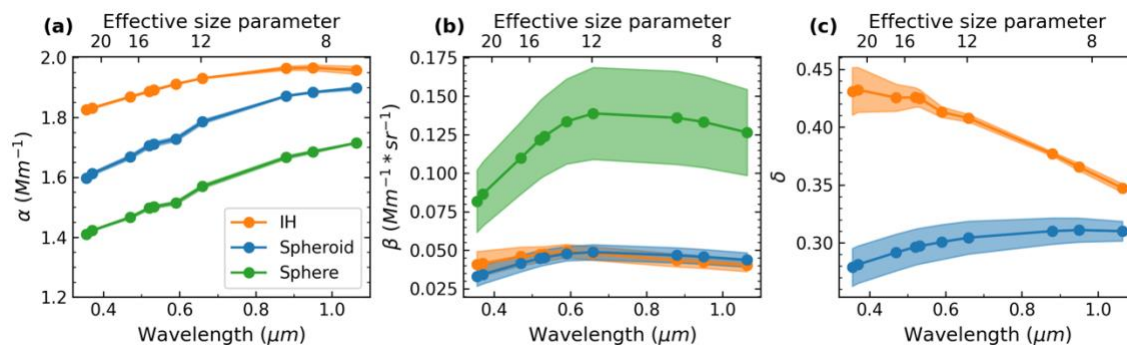 (a) Effective size parameter
20 16 12 8
2.0
1.8
1.6
1.4
1.2
α (Mm⁻¹)
IH
Spheroid
Sphere
0.4 0.6 0.8 1.0
Wavelength (μm)
(b) Effective size parameter
20 16 12 8
0.175
0.150
0.125
0.100
0.075
0.050
0.025
β (Mm⁻¹*sr⁻¹)
0.4 0.6 0.8 1.0
Wavelength (μm)
(c) Effective size parameter
20 16 12 8
0.45
0.40
0.35
0.30
δ
0.4 0.6 0.8 1.0
Wavelength (μm)